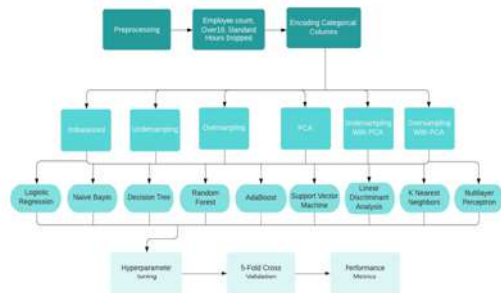 Preprocessing
Employee count,
Over18, Standard
Hours Dropped
Encoding Categorical
Columns
Imbalanced
Undersampling
Oversampling
PCA
Undersampling
With PCA
Oversampling
With PCA
Logistic
Regression
Naive Bayes
Decision Tree
Random
Forest
AdaBoost
Support Vector
Machine
Linear
Discriminant
Analysis
K Nearest
Neighbors
Multilayer
Perceptron
Hyperparameter
tuning
5-Fold Cross
Validation
Performance
Metrics